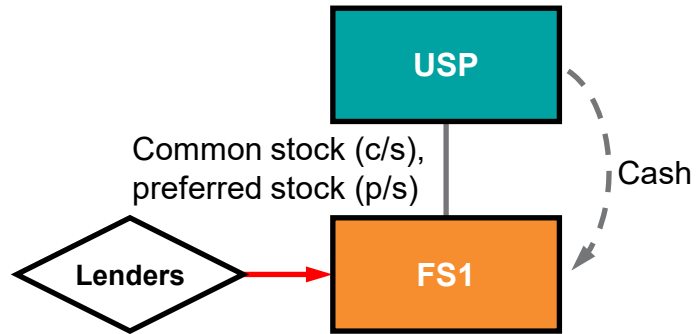 USP
Common stock (c/s),
preferred stock (p/s)
Cash
Lenders
FS1